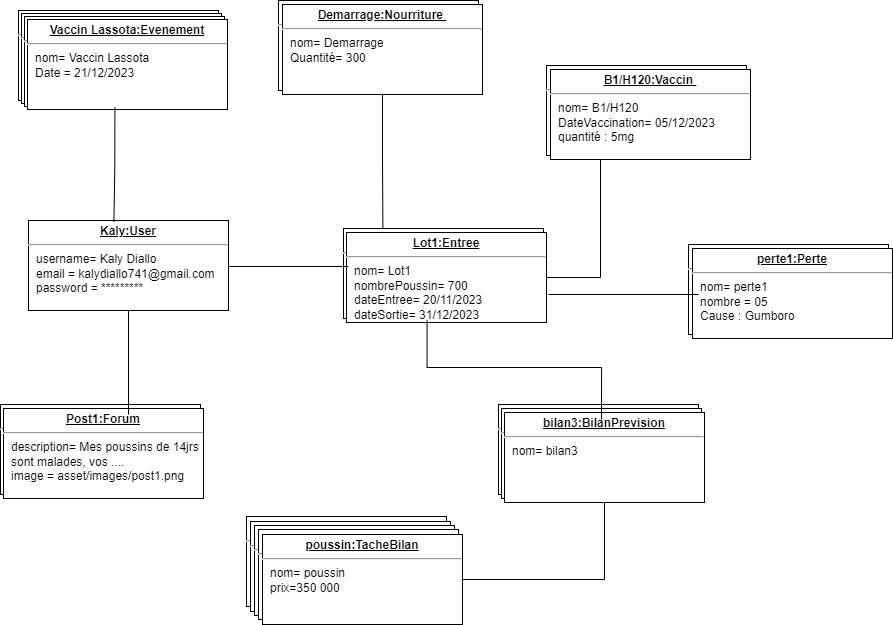 Vaccin Lassota:Evenement
nom= Vaccin Lassota
Date = 21/12/2023
Demarrage:Nourriture
nom= Demarrage
Quantité= 300
B1/H120:Vaccin
nom= B1/H120
DateVaccination= 05/12/2023
quantité : 5mg
Kaly:User
username= Kaly Diallo
email = kalydiallo741@gmail.com
password = *********
Lot1:Entree
nom= Lot1
nombrePoussin= 700
dateEntree= 20/11/2023
dateSortie= 31/12/2023
perte1:Perte
nom= perte1
nombre = 05
Cause : Gumboro
Post1:Forum
description= Mes poussins de 14jrs
sont malades, vos ....
image = asset/images/post1.png
bilan3:BilanPrevision
nom= bilan3
poussin:TacheBilan
nom= poussin
prix=350 000